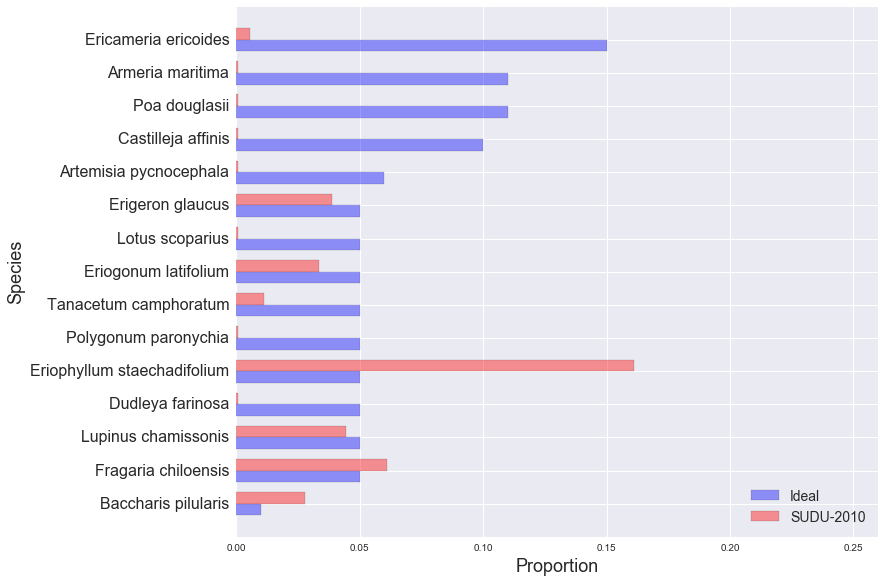 Ericameria ericoides
Armeria maritima
Poa douglasii
Castilleja affinis
Artemisia pycnocephala
Erigeron glaucus
Lotus scoparius
Eriogonum latifolium
Tanacetum camphoratum
Polygonum paronychia
Eriophyllum staechadifolium
Dudleya farinosa
Lupinus chamissonis
Fragaria chiloensis
Baccharis pilularis
Species
Ideal
SUDU-2010
0.00 0.05 0.10 0.15 0.20 0.25
Proportion